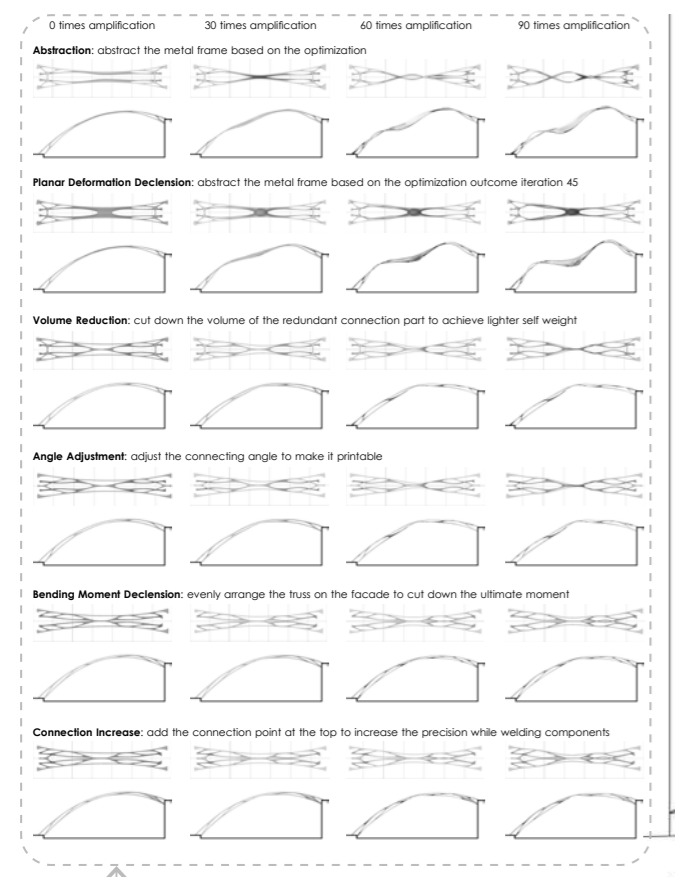 0 times amplification 30 times amplification 60 times amplification 90 times amplification
Abstraction: abstract the metal frame based on the optimization
Planar Deformation Declension: abstract the metal frame based on the optimization outcome iteration 45
Volume Reduction: cut down the volume of the redundant connection part to achieve lighter self weight
Angle Adjustment: adjust the connecting angle to make it printable
Bending Moment Declension: evenly arrange the truss on the facade to cut down the ultimate moment
Connection Increase: add the connection point at the top to increase the precision while welding components